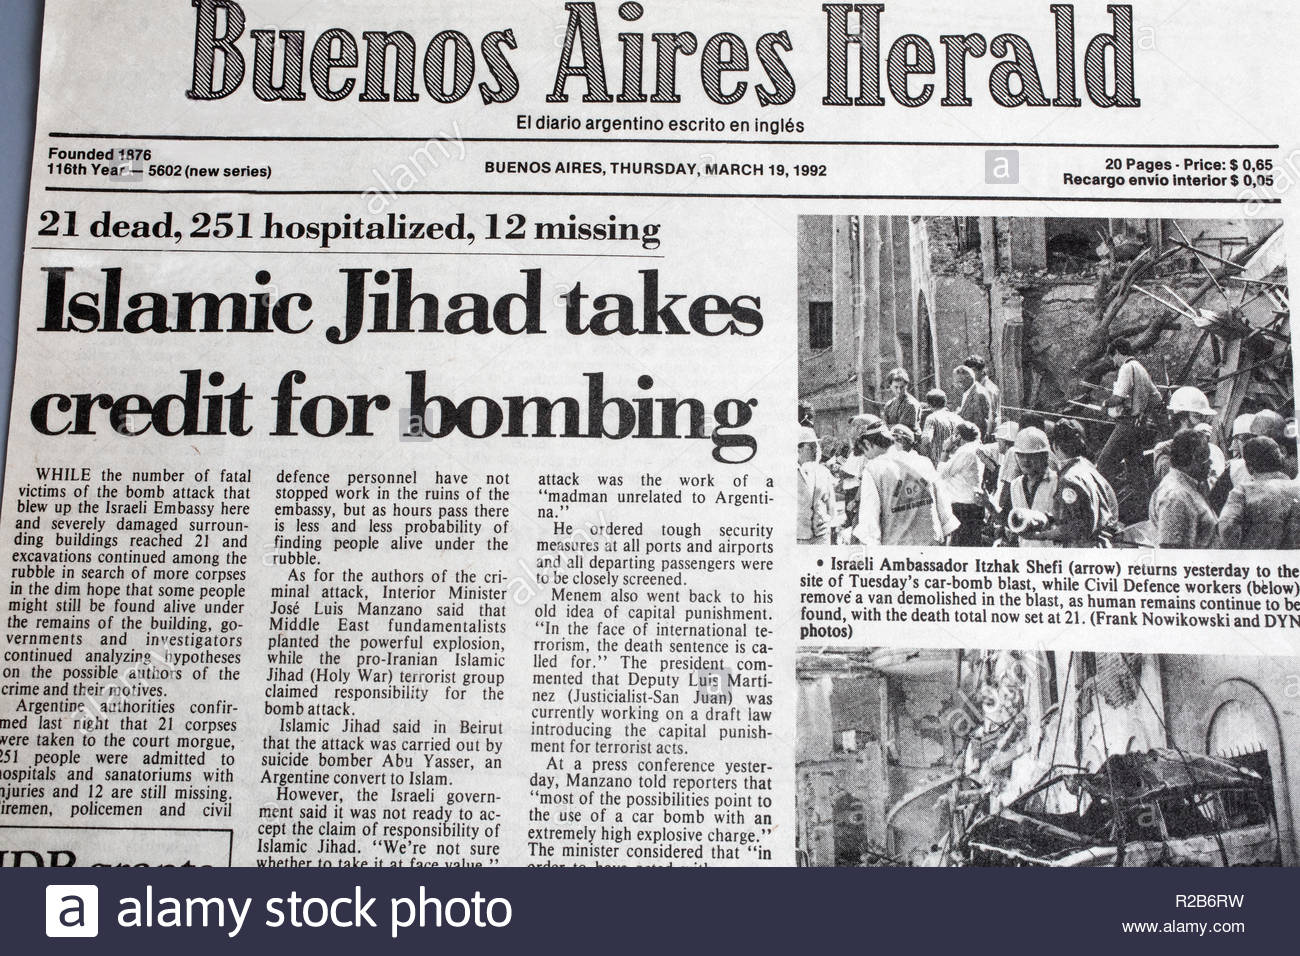 Buenos Aires Herald
El diario argentino escrito en inglés
Founded 1876
116th Year — 5602 (new series)
BUENOS AIRES, THURSDAY, MARCH 19, 1992
20 Pages - Price: $ 0,65
Recargo envío interior $ 0,05
21 dead, 251 hospitalized, 12 missing
Islamic Jihad takes
credit for bombing
WHILE the number of fatal
victims of the bomb attack that
blew up the Israeli Embassy here
and severely damaged surroun-
ding buildings reached 21 and
excavations continued among the
rubble in search of more corpses
in the dim hope that some people
might still be found alive under
the remains of the building, go-
vernments and investigators
continued analyzing hypotheses
on the possible authors of the
crime and their motives.
Argentine authorities confir-
med last night that 21 corpses
were taken to the court morgue,
251 people were admitted to
hospitals and sanatoriums with
injuries and 12 are still missing.
Firemen, policemen and civil
defence personnel have not
stopped work in the ruins of the
embassy, but as hours pass there
is less and less probability of
finding people alive under the
rubble.
As for the authors of the cri-
minal attack, Interior Minister
José Luis Manzano said that
Middle East fundamentalists
planted the powerful explosion,
while the pro-Iranian Islamic
Jihad (Holy War) terrorist group
claimed responsibility for the
bomb attack.
Islamic Jihad said in Beirut
that the attack was carried out by
suicide bomber Abu Yasser, an
Argentine convert to Islam.
However, the Israeli govern-
ment said it was not ready to ac-
cept the claim of responsibility of
Islamic Jihad. "We're not sure
whether to take it at face value,"
attack was the work of a
"madman unrelated to Argenti-
na."
He ordered tough security
measures at all ports and airports
and all departing passengers were
to be closely screened.
Menem also went back to his
old idea of capital punishment.
"In the face of international te-
rrorism, the death sentence is ca-
lled for." The president com-
mented that Deputy Luis Marti-
nez (Justicialist-San Juan) was
currently working on a draft law
introducing the capital punish-
ment for terrorist acts.
At a press conference yester-
day, Manzano told reporters that
"most of the possibilities point to
the use of a car bomb with an
extremely high explosive charge."
The minister considered that "in
order to have acted with
• Israeli Ambassador Itzhak Shefi (arrow) returns yesterday to the
site of Tuesday's car-bomb blast, while Civil Defence workers (below)
remove a van demolished in the blast, as human remains continue to be
found, with the death total now set at 21. (Frank Nowikowski and DYN
photos)
alamy
a alamy stock photo
R2B6RW
www.alamy.com